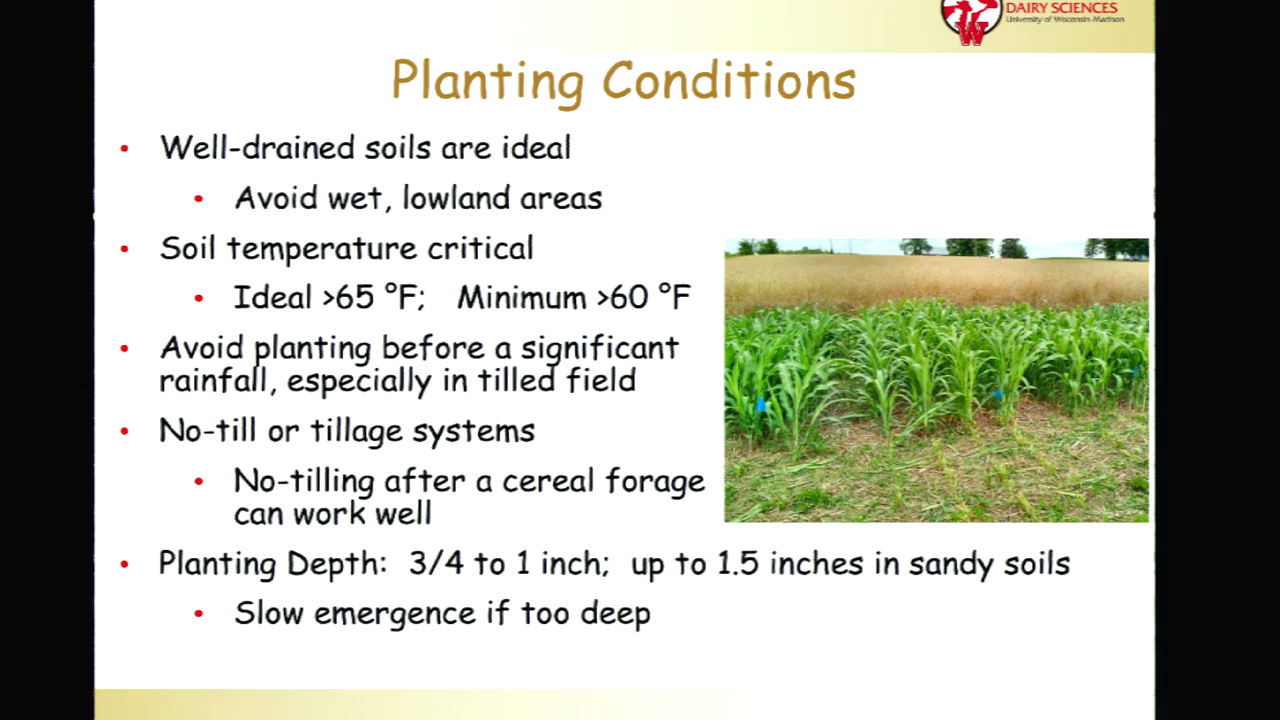 DAIRY SCIENCES
University of Wisconsin-Madison
W
Planting Conditions
• Well-drained soils are ideal
• Avoid wet, lowland areas
• Soil temperature critical
• Ideal >65 °F; Minimum >60 °F
• Avoid planting before a significant
rainfall, especially in tilled field
• No-till or tillage systems
• No-tilling after a cereal forage
can work well
• Planting Depth: 3/4 to 1 inch; up to 1.5 inches in sandy soils
• Slow emergence if too deep